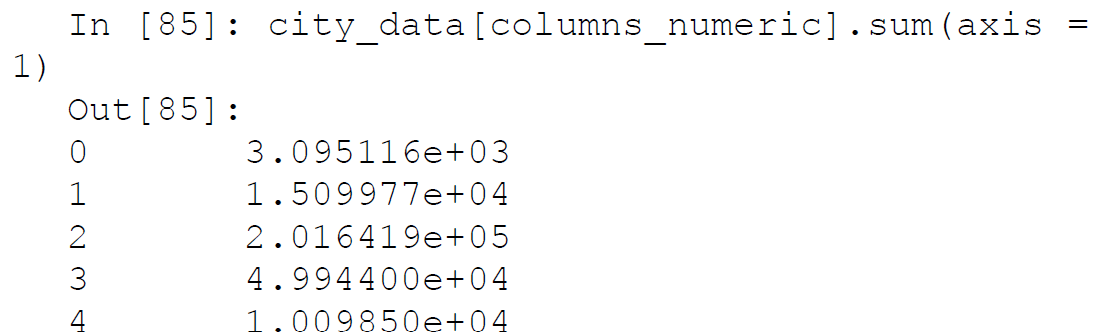 In [85]: city_data[columns_numeric].sum(axis =
1)
Out[85]:
0 3.095116e+03
1 1.509977e+04
2 2.016419e+05
3 4.994400e+04
4 1.009850e+04